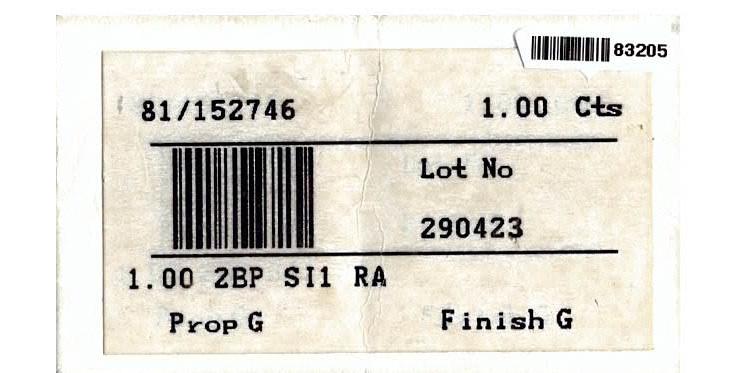 83205
81/152746 1.00 Cts
Lot No
290423
1.00 2BP SI1 RA
Prop G Finish G